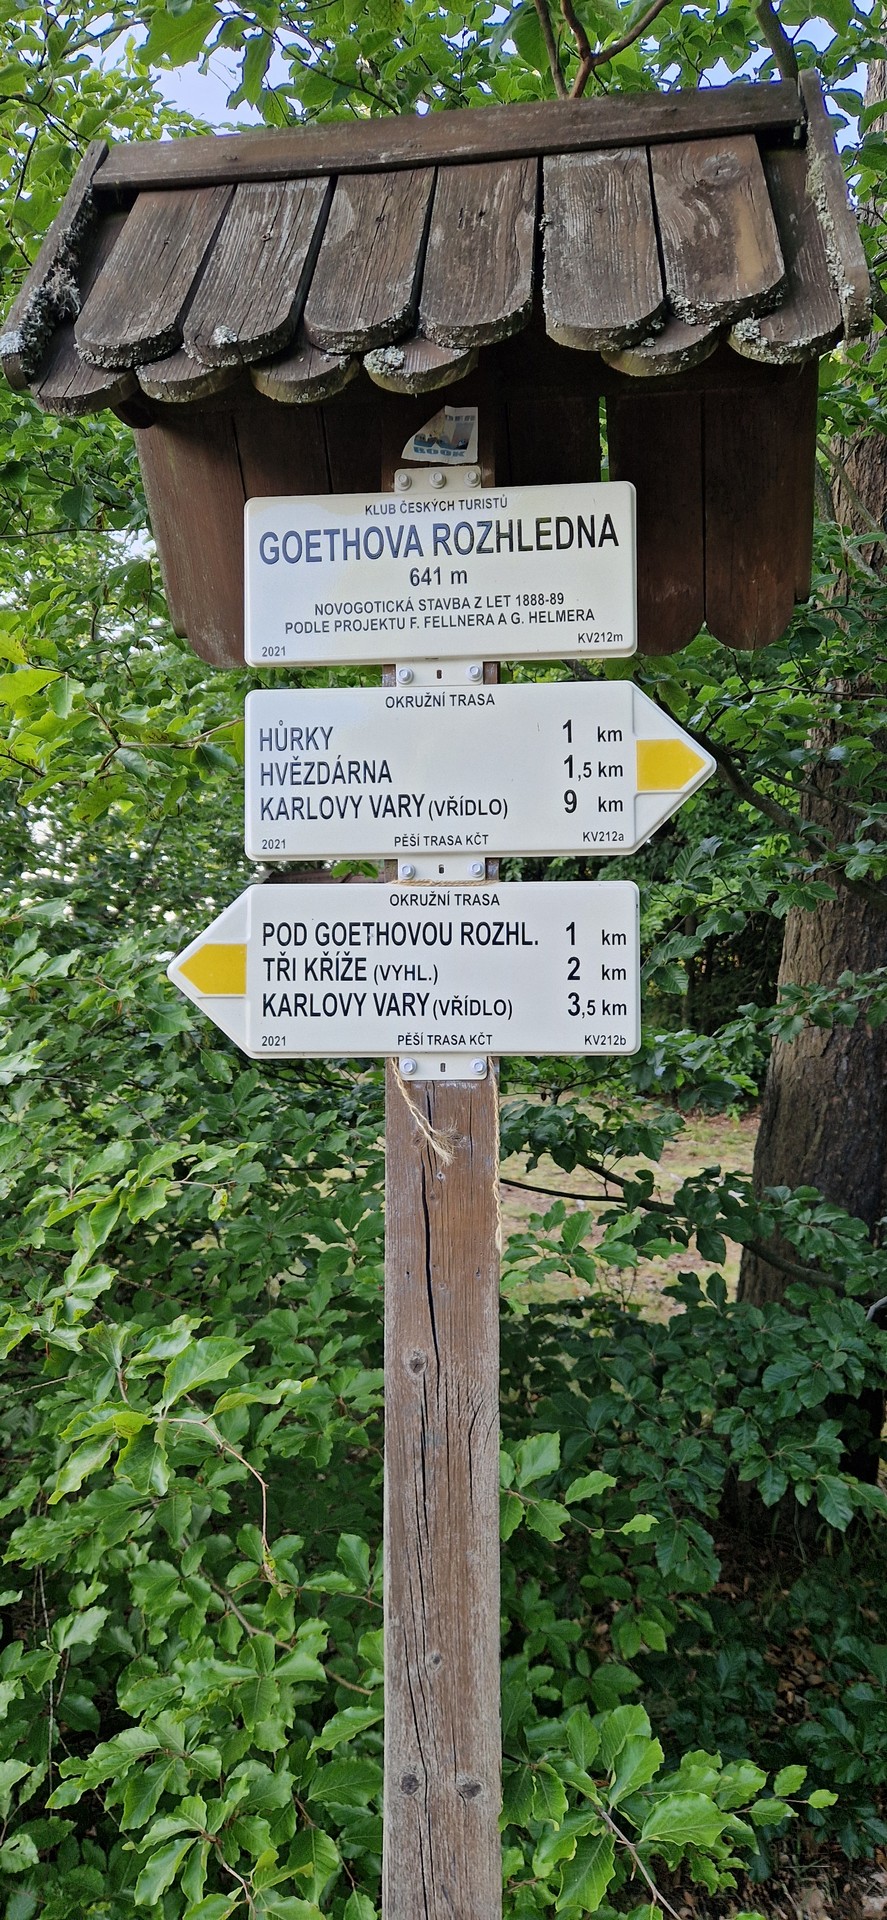 BOOK
KLUB ČESKÝCH TURISTŮ
GOETHOVA ROZHLEDNA
641 m
NOVOGOTICKÁ STAVBA Z LET 1888-89
PODLE PROJEKTU F. FELLNERA A G. HELMERA
2021 KV212m
OKRUŽNÍ TRASA
HŮRKY 1 km
HVĚZDÁRNA 1,5 km
KARLOVY VARY (VŘÍDLO) 9 km
2021 PĚŠÍ TRASA KČT KV212a
OKRUŽNÍ TRASA
POD GOETHOVOU ROZHL. 1 km
TŘI KŘÍŽE (VYHL.) 2 km
KARLOVY VARY (VŘÍDLO) 3,5 km
2021 PĚŠÍ TRASA KČT KV212b